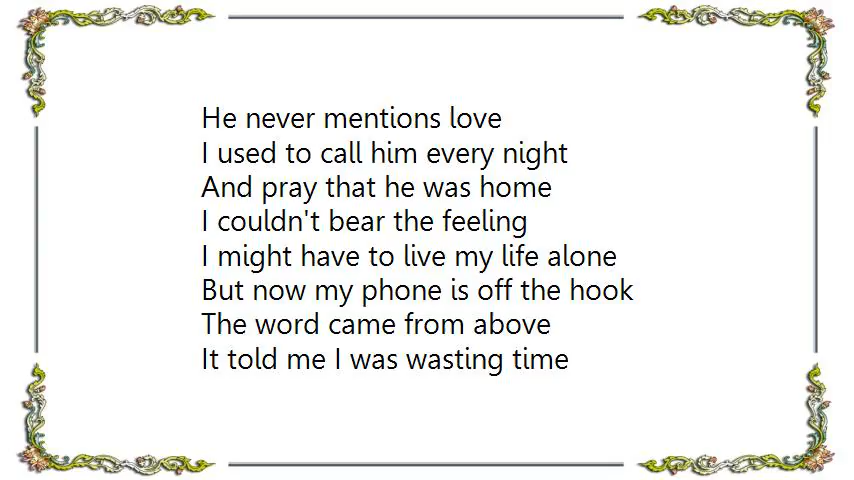 He never mentions love
I used to call him every night
And pray that he was home
I couldn't bear the feeling
I might have to live my life alone
But now my phone is off the hook
The word came from above
It told me I was wasting time